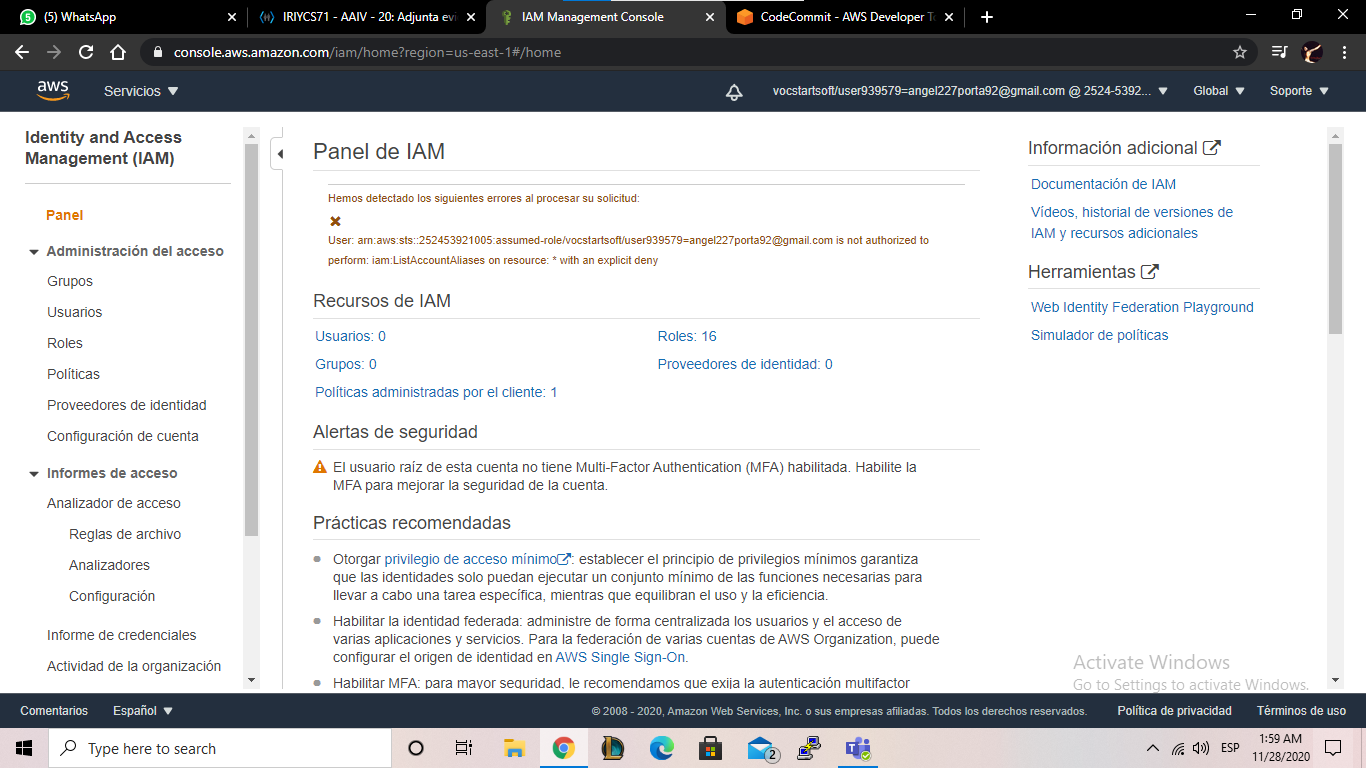 (5) WhatsApp
IRIYCS71 - AAIV - 20: Adjunta evi
IAM Management Console
CodeCommit - AWS Developer To
console.aws.amazon.com/iam/home?region=us-east-1#/home
aws
Servicios
vocstartsoft/user939579=angel227porta92@gmail.com @ 2524-5392...
Global
Soporte
Identity and Access
Management (IAM)
Panel
Administración del acceso
Grupos
Usuarios
Roles
Políticas
Proveedores de identidad
Configuración de cuenta
Informes de acceso
Analizador de acceso
Reglas de archivo
Analizadores
Configuración
Informe de credenciales
Actividad de la organización
Panel de IAM
Hemos detectado los siguientes errores al procesar su solicitud:
User: arn:aws:sts::252453921005:assumed-role/vocstartsoft/user939579=angel227porta92@gmail.com is not authorized to
perform: iam:ListAccountAliases on resource: * with an explicit deny
Recursos de IAM
Usuarios: 0
Roles: 16
Grupos: 0
Proveedores de identidad: 0
Políticas administradas por el cliente: 1
Alertas de seguridad
El usuario raíz de esta cuenta no tiene Multi-Factor Authentication (MFA) habilitada. Habilite la
MFA para mejorar la seguridad de la cuenta.
Prácticas recomendadas
Otorgar privilegio de acceso mínimo: establecer el principio de privilegios mínimos garantiza
que las identidades solo puedan ejecutar un conjunto mínimo de las funciones necesarias para
llevar a cabo una tarea específica, mientras que equilibran el uso y la eficiencia.
Habilitar la identidad federada: administre de forma centralizada los usuarios y el acceso de
varias aplicaciones y servicios. Para la federación de varias cuentas de AWS Organization, puede
configurar el origen de identidad en AWS Single Sign-On.
Habilitar MFA: para mayor seguridad, le recomendamos que exija la autenticación multifactor
Información adicional
Documentación de IAM
Vídeos, historial de versiones de
IAM y recursos adicionales
Herramientas
Web Identity Federation Playground
Simulador de políticas
Activate Windows
Go to Settings to activate Windows.
Comentarios
Español
© 2008 - 2020, Amazon Web Services, Inc. o sus empresas afiliadas. Todos los derechos reservados.
Política de privacidad
Términos de uso
Type here to search
2
ESP
1:59 AM
11/28/2020